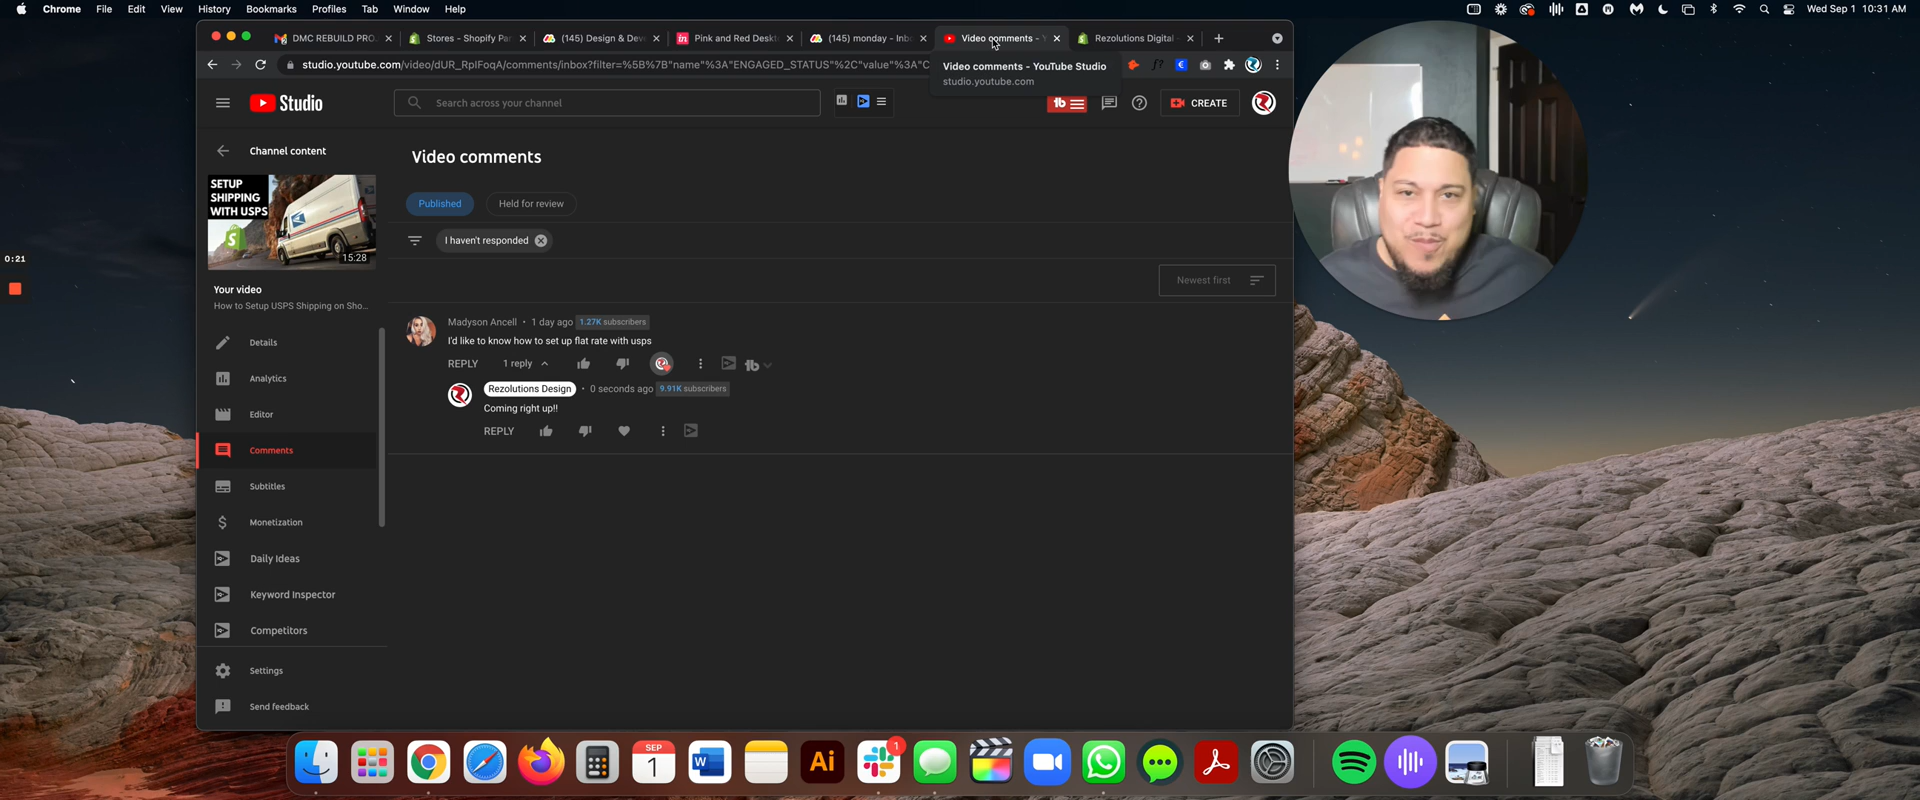 Chrome File Edit View History Bookmarks Profiles Tab Window Help
Wed Sep 1 10:31 AM
DMC REBUILD PRO
Stores - Shopify Par
(145) Design & Dev
Pink and Red Deskt
(145) monday - Inb
Video comments - Y
Rezolutions Digital
studio.youtube.com/video/dUR_RpIFoqA/comments/inbox?filter=%5B%7B"name"%3A"ENGAGED_STATUS"%2C"value"%3A"C
Video comments - YouTube Studio
studio.youtube.com
Studio
Search across your channel
CREATE
Channel content
Video comments
SETUP
SHIPPING
WITH USPS
15:28
Published
Held for review
I haven't responded
0:21
Newest first
Your video
How to Setup USPS Shipping on Sho...
Madyson Ancell • 1 day ago 1.27K subscribers
I'd like to know how to set up flat rate with usps
REPLY 1 reply
Rezolutions Design • 0 seconds ago 9.91K subscribers
Coming right up!!
REPLY
Details
Analytics
Editor
Comments
Subtitles
Monetization
Daily Ideas
Keyword Inspector
Competitors
Settings
Send feedback
SEP
1
W
Ai
1